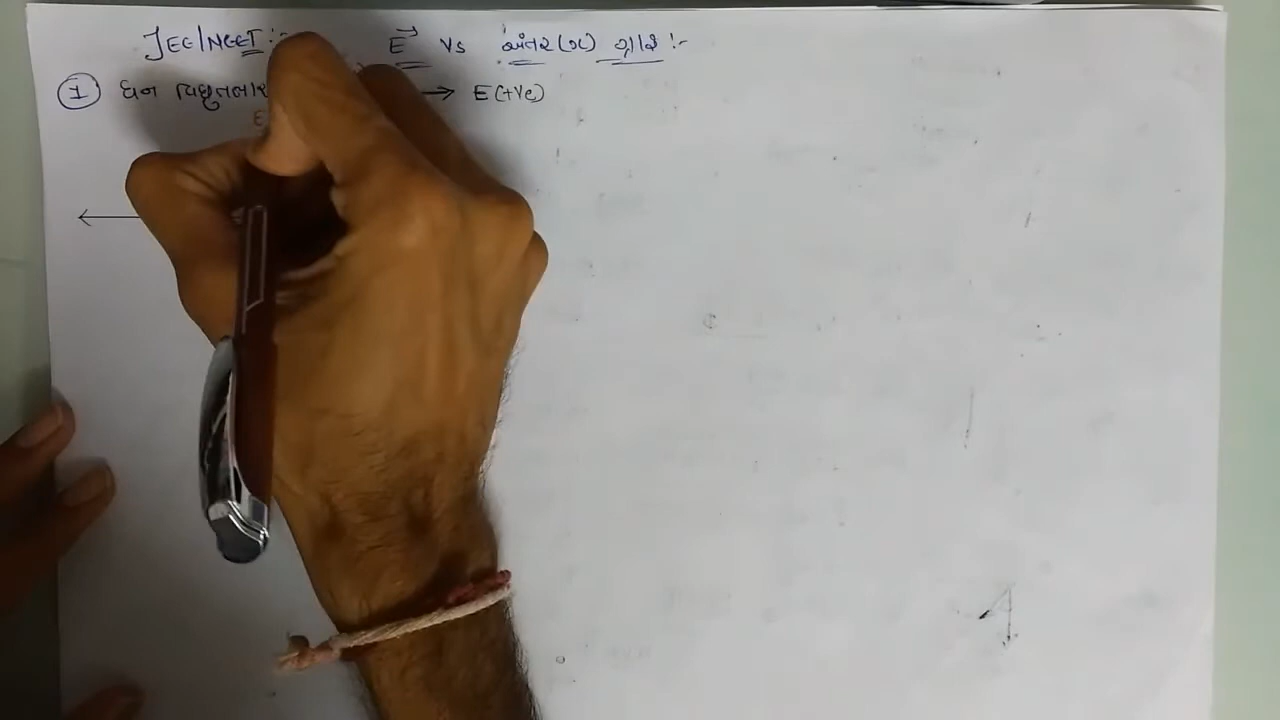 JEE/NEET :- E⃗ Vs અંતર (x) ગ્રાફ :-
① ધન વિદ્યુતભાર → E (+ve)
E